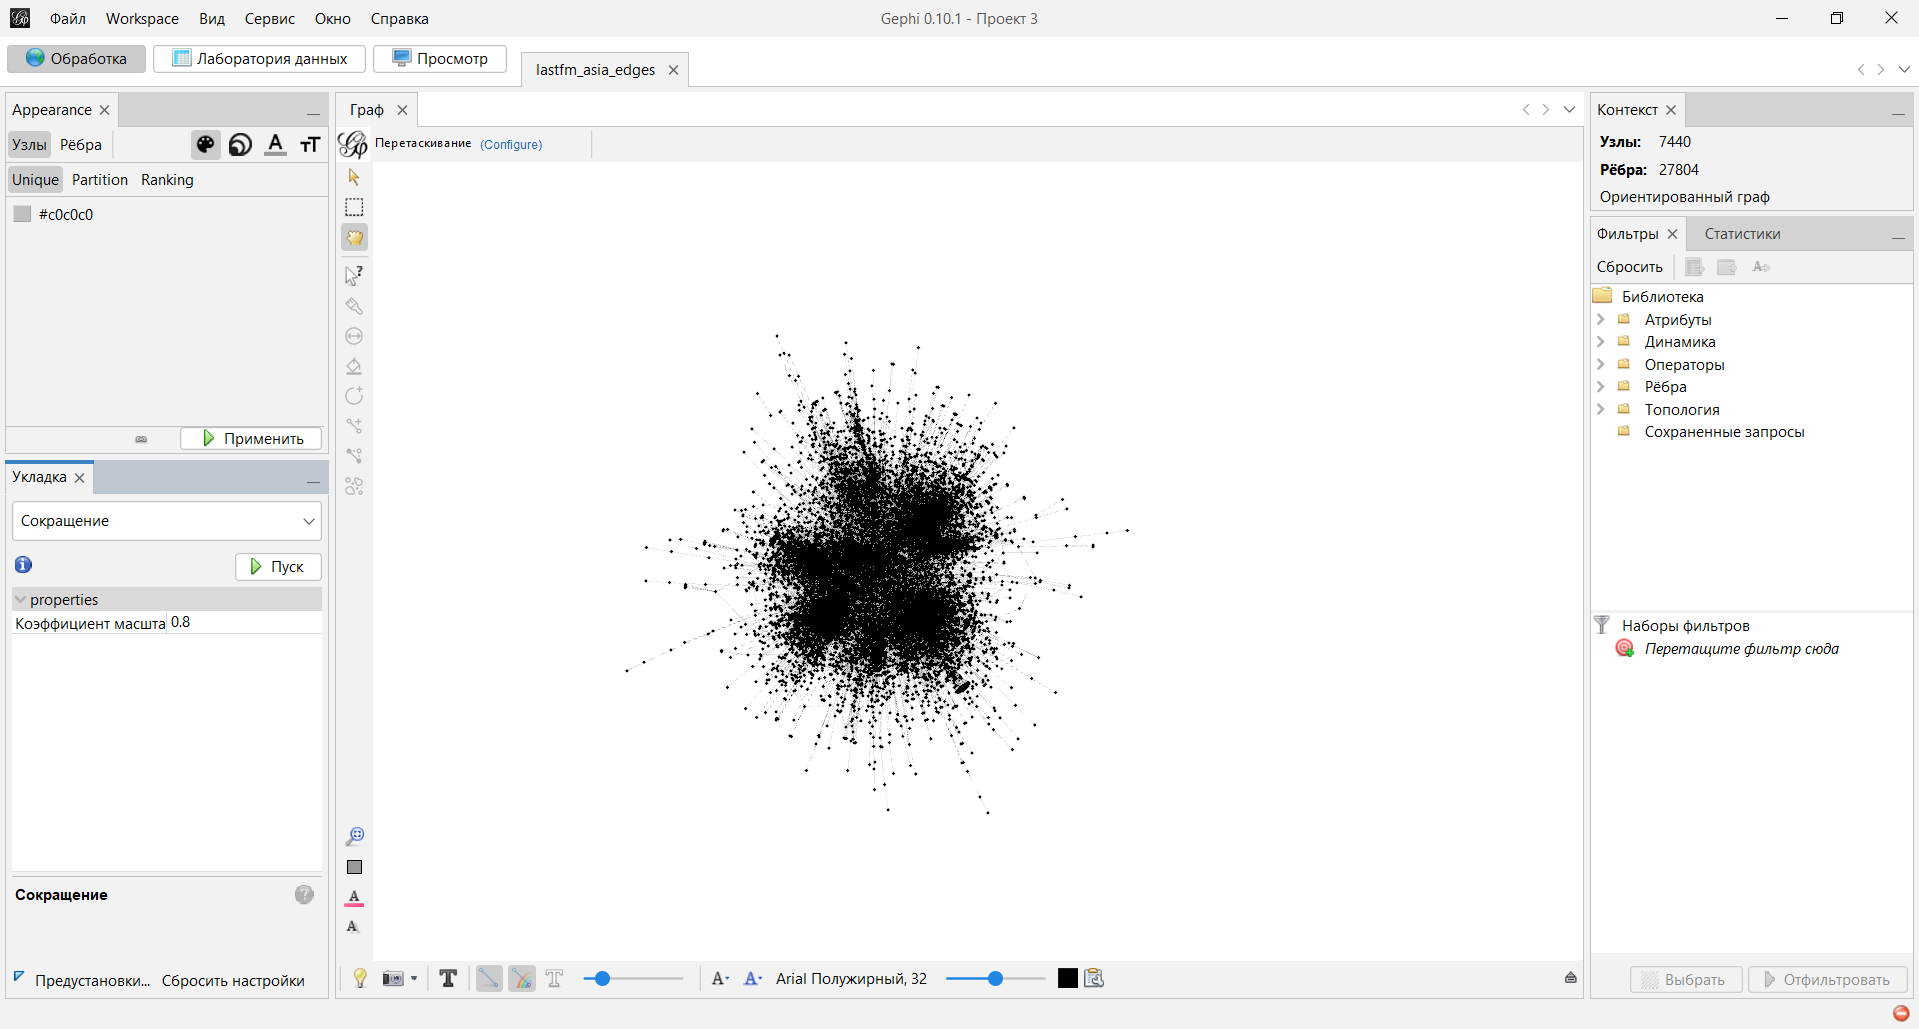 Файл Workspace Вид Сервис Окно Справка
Gephi 0.10.1 - Проект 3
Обработка
Лаборатория данных
Просмотр
lastfm_asia_edges
Appearance
Узлы Рёбра
Unique Partition Ranking
#c0c0c0
Применить
Укладка
Сокращение
Пуск
properties
Коэффициент масшта 0.8
Сокращение
Предустановки... Сбросить настройки
Граф
Перетаскивание (Configure)
Arial Полужирный, 32
Контекст
Узлы: 7440
Рёбра: 27804
Ориентированный граф
Фильтры Статистики
Сбросить
Библиотека
Атрибуты
Динамика
Операторы
Рёбра
Топология
Сохраненные запросы
Наборы фильтров
Перетащите фильтр сюда
Выбрать Отфильтровать